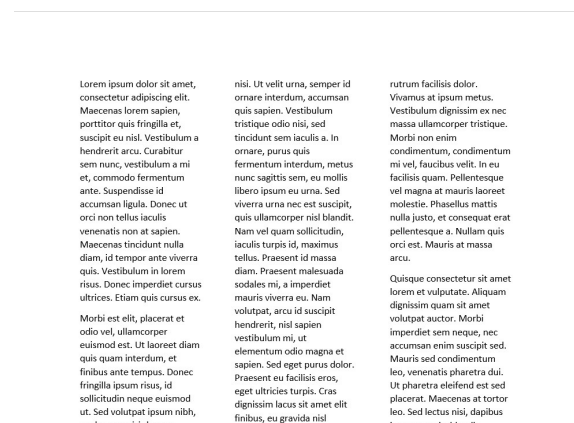 Lorem ipsum dolor sit amet,
consectetur adipiscing elit.
Maecenas lorem sapien,
porttitor quis fringilla et,
suscipit eu nisl. Vestibulum a
hendrerit arcu. Curabitur
sem nunc, vestibulum a mi
et, commodo fermentum
ante. Suspendisse id
accumsan ligula. Donec ut
orci non tellus iaculis
venenatis non at sapien.
Maecenas tincidunt nulla
diam, id tempor ante viverra
quis. Vestibulum in lorem
risus. Donec imperdiet cursus
ultrices. Etiam quis cursus ex.
Morbi est elit, placerat et
odio vel, ullamcorper
euismod est. Ut laoreet diam
quis quam interdum, et
finibus ante tempus. Donec
fringilla ipsum risus, id
sollicitudin neque euismod
ut. Sed volutpat ipsum nibh,
nisi. Ut velit urna, semper id
ornare interdum, accumsan
quis sapien. Vestibulum
tristique odio nisi, sed
tincidunt sem iaculis a. In
ornare, purus quis
fermentum interdum, metus
nunc sagittis sem, eu mollis
libero ipsum eu urna. Sed
viverra urna nec est suscipit,
quis ullamcorper nisl blandit.
Nam vel quam sollicitudin,
iaculis turpis id, maximus
tellus. Praesent id massa
diam. Praesent malesuada
sodales mi, a imperdiet
mauris viverra eu. Nam
volutpat, arcu id suscipit
hendrerit, nisl sapien
vestibulum mi, ut
elementum odio magna et
sapien. Sed eget purus dolor.
Praesent eu facilisis eros,
eget ultricies turpis. Cras
dignissim lacus sit amet elit
finibus, eu gravida nisl
rutrum facilisis dolor.
Vivamus at ipsum metus.
Vestibulum dignissim ex nec
massa ullamcorper tristique.
Morbi non enim
condimentum, condimentum
mi vel, faucibus velit. In eu
facilisis quam. Pellentesque
vel magna at mauris laoreet
molestie. Phasellus mattis
nulla justo, et consequat erat
pellentesque a. Nullam quis
orci est. Mauris at massa
arcu.
Quisque consectetur sit amet
lorem et vulputate. Aliquam
dignissim quam sit amet
volutpat auctor. Morbi
imperdiet sem neque, nec
accumsan enim suscipit sed.
Mauris sed condimentum
leo, venenatis pharetra dui.
Ut pharetra eleifend est sed
placerat. Maecenas at tortor
leo. Sed lectus nisi, dapibus